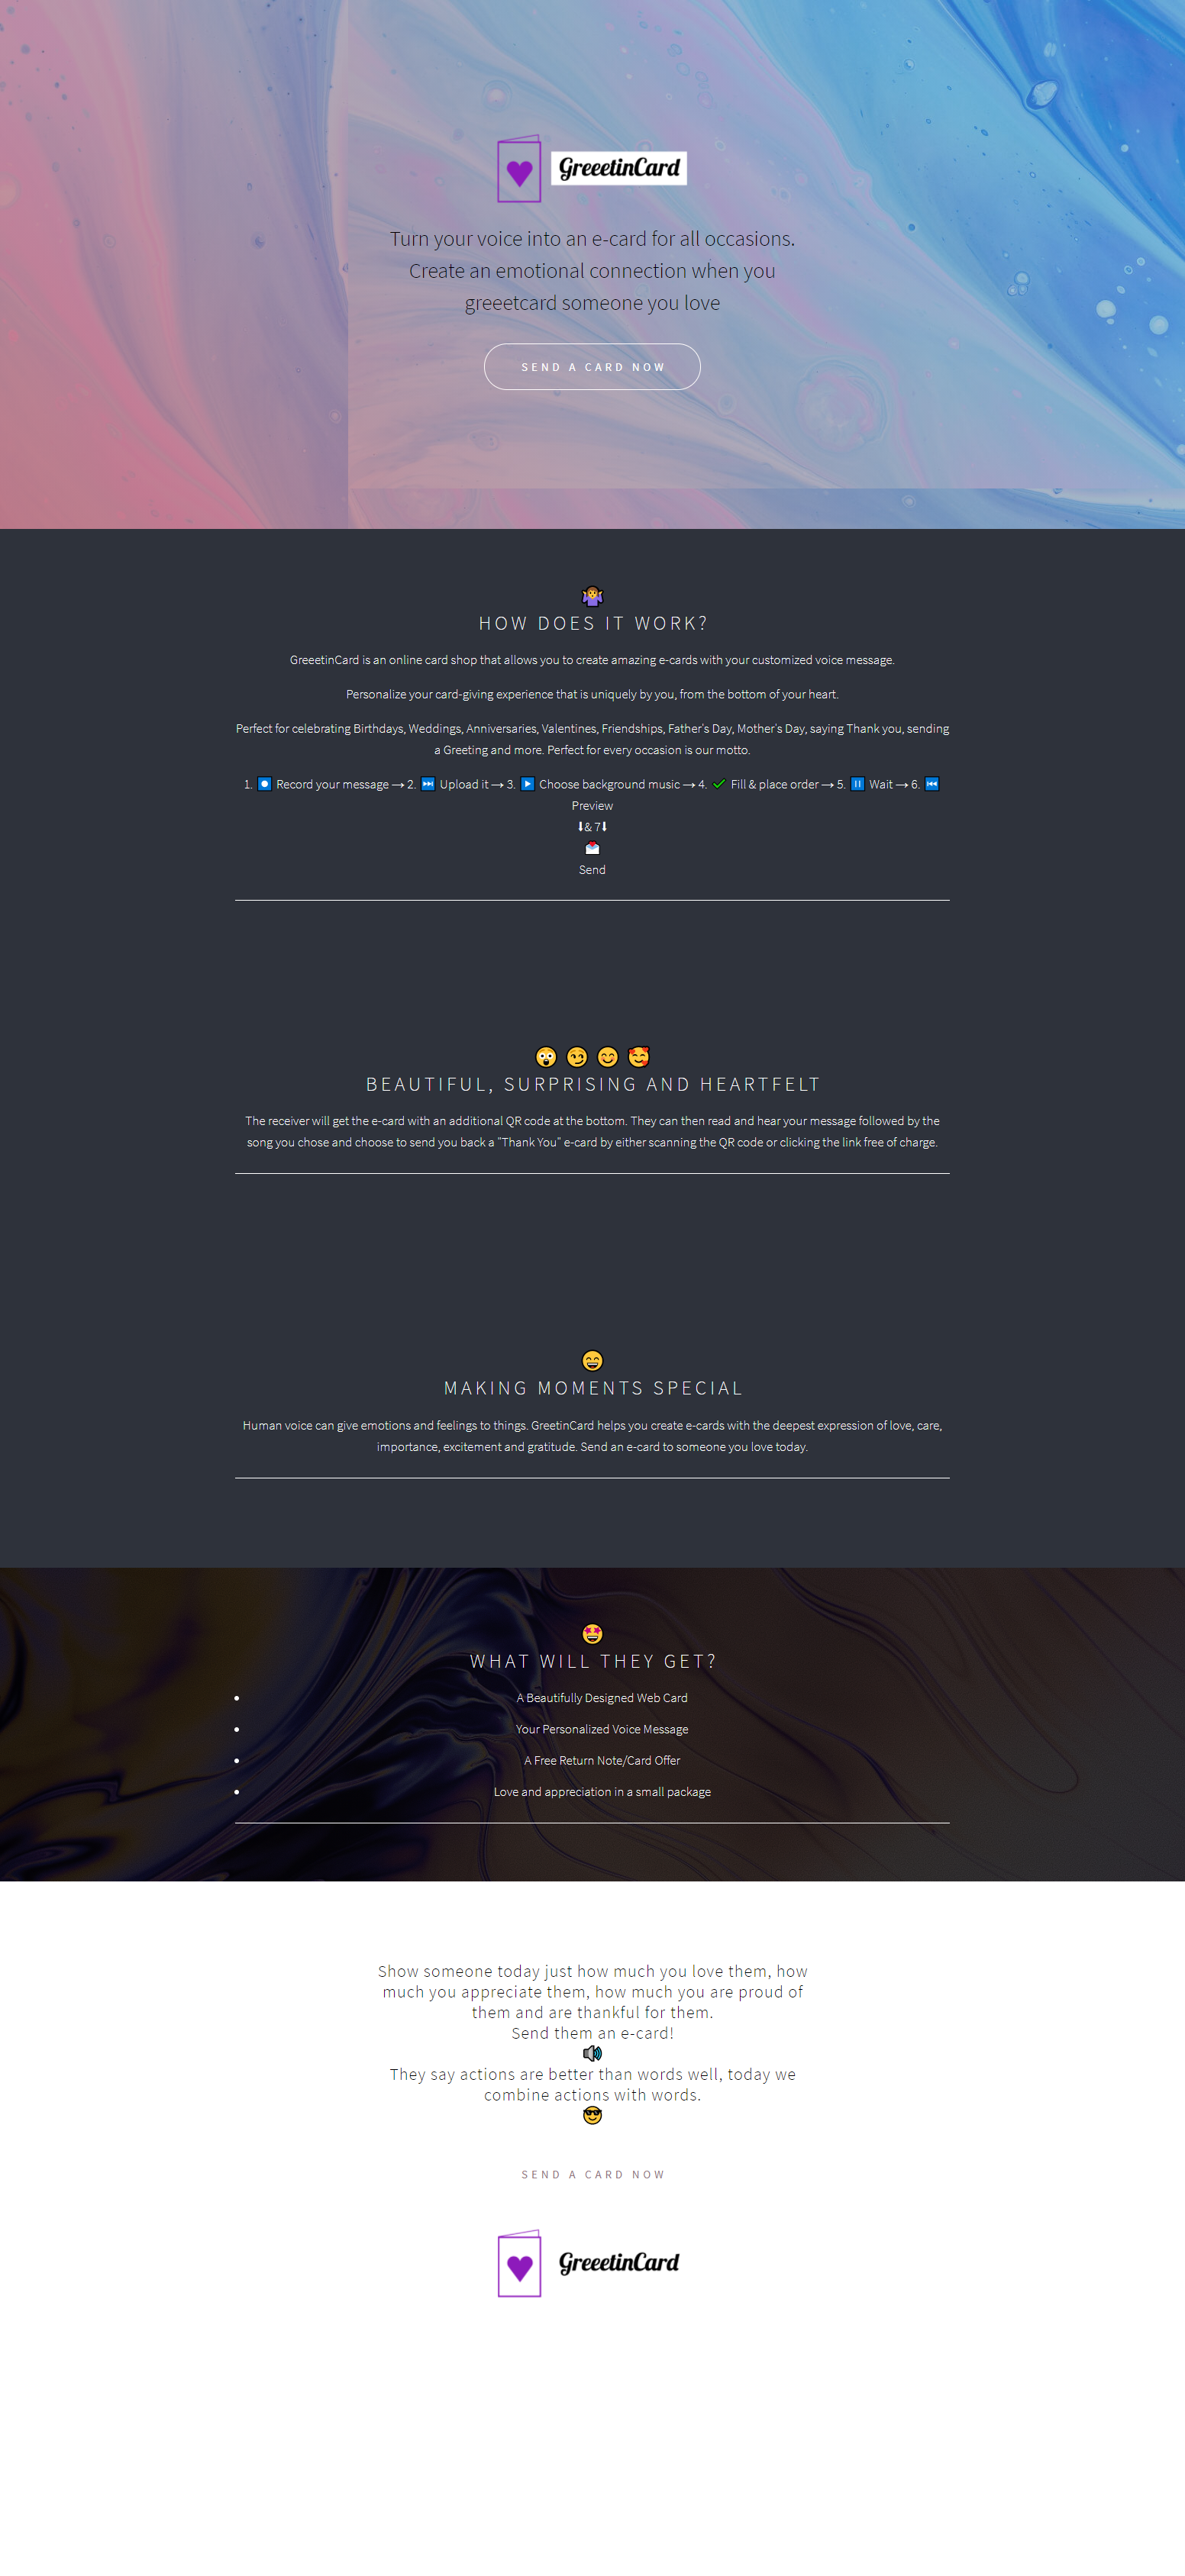 GreeetinCard
Turn your voice into an e-card for all occasions.
Create an emotional connection when you
greeetcard someone you love
SEND A CARD NOW
🤷‍♀️
HOW DOES IT WORK?
GreeetinCard is an online card shop that allows you to create amazing e-cards with your customized voice message.
Personalize your card-giving experience that is uniquely by you, from the bottom of your heart.
Perfect for celebrating Birthdays, Weddings, Anniversaries, Valentines, Friendships, Father's Day, Mother's Day, saying Thank you, sending
a Greeting and more. Perfect for every occasion is our motto.
1. ⏺ Record your message → 2. ⏭ Upload it → 3. ▶ Choose background music → 4. ✔ Fill & place order → 5. ⏸ Wait → 6. ⏮
Preview
⬇& 7⬇
💌
Send
😲 😏 😊 🥰
BEAUTIFUL, SURPRISING AND HEARTFELT
The receiver will get the e-card with an additional QR code at the bottom. They can then read and hear your message followed by the
song you chose and choose to send you back a "Thank You" e-card by either scanning the QR code or clicking the link free of charge.
😄
MAKING MOMENTS SPECIAL
Human voice can give emotions and feelings to things. GreetinCard helps you create e-cards with the deepest expression of love, care,
importance, excitement and gratitude. Send an e-card to someone you love today.
🤩
WHAT WILL THEY GET?
• A Beautifully Designed Web Card
• Your Personalized Voice Message
• A Free Return Note/Card Offer
• Love and appreciation in a small package
Show someone today just how much you love them, how
much you appreciate them, how much you are proud of
them and are thankful for them.
Send them an e-card!
🔊
They say actions are better than words well, today we
combine actions with words.
😎
SEND A CARD NOW
GreeetinCard